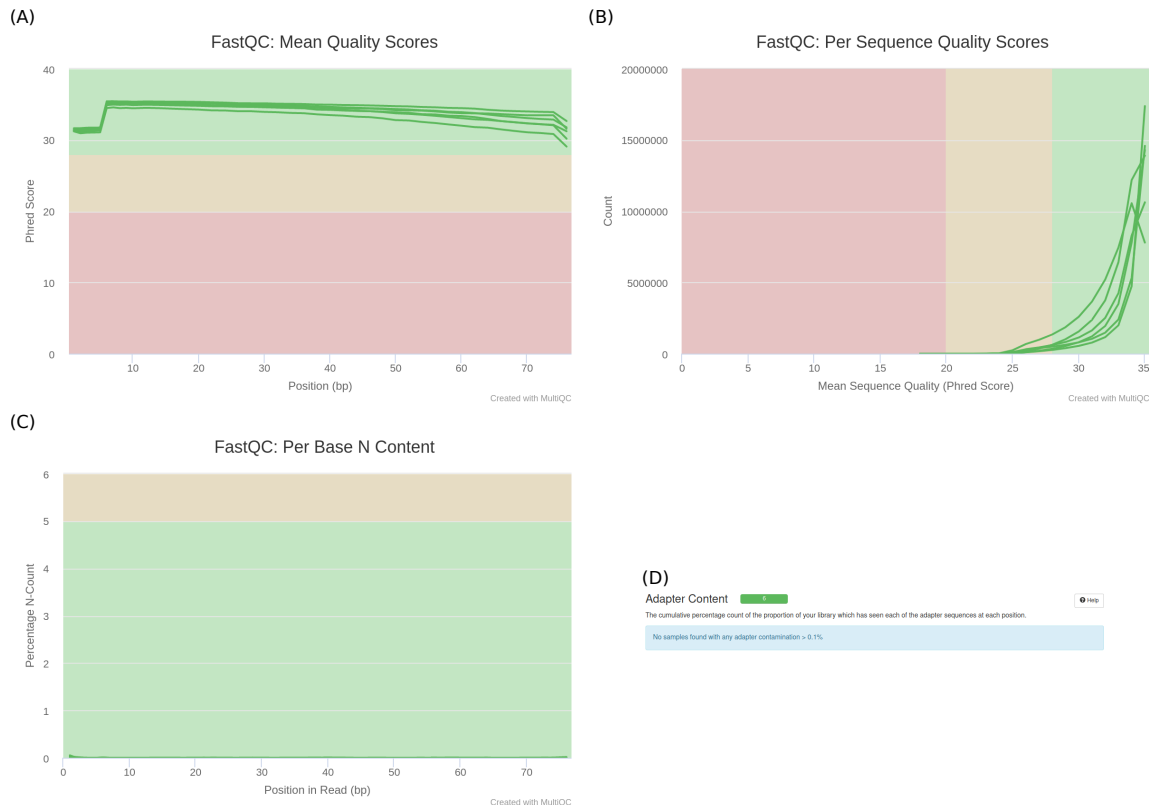 (A)
FastQC: Mean Quality Scores
40
30
20
10
0
Phred Score
10
20
30
40
50
60
70
Position (bp)
Created with MultiQC
(B)
FastQC: Per Sequence Quality Scores
20000000
15000000
10000000
5000000
0
Count
0
5
10
15
20
25
30
35
Mean Sequence Quality (Phred Score)
Created with MultiQC
(C)
FastQC: Per Base N Content
6
5
4
3
2
1
0
Percentage N-Count
0
10
20
30
40
50
60
70
Position in Read (bp)
Created with MultiQC
(D)
Adapter Content
Help
The cumulative percentage count of the proportion of your library which has seen each of the adapter sequences at each position.
No samples found with any adapter contamination > 0.1%